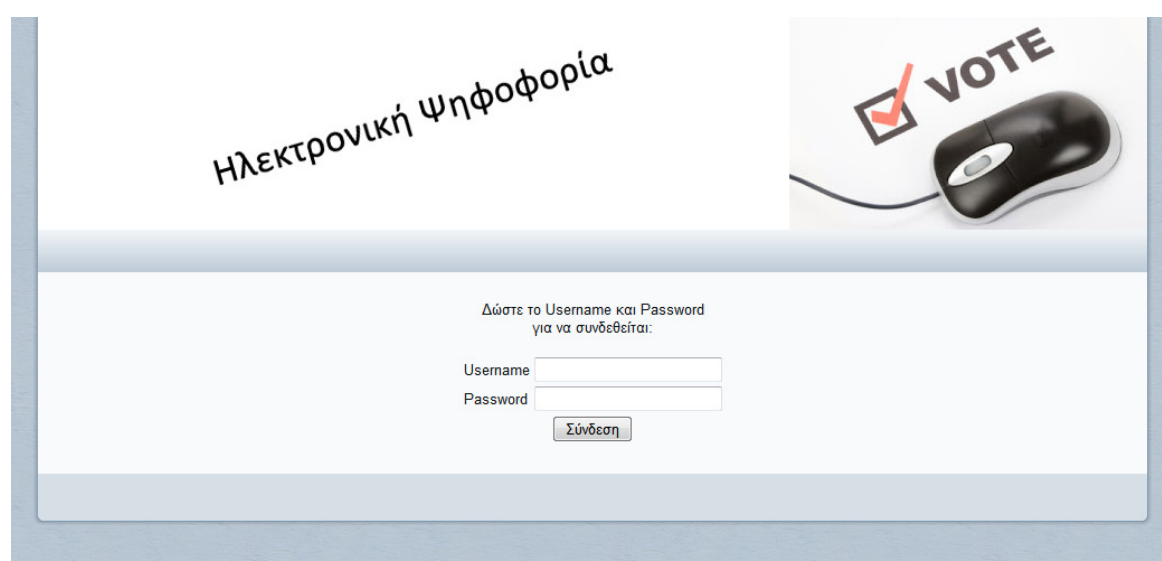 Ηλεκτρονική Ψηφοφορία
VOTE
Δώστε το Username και Password
για να συνδεθείται:
Username
Password
Σύνδεση